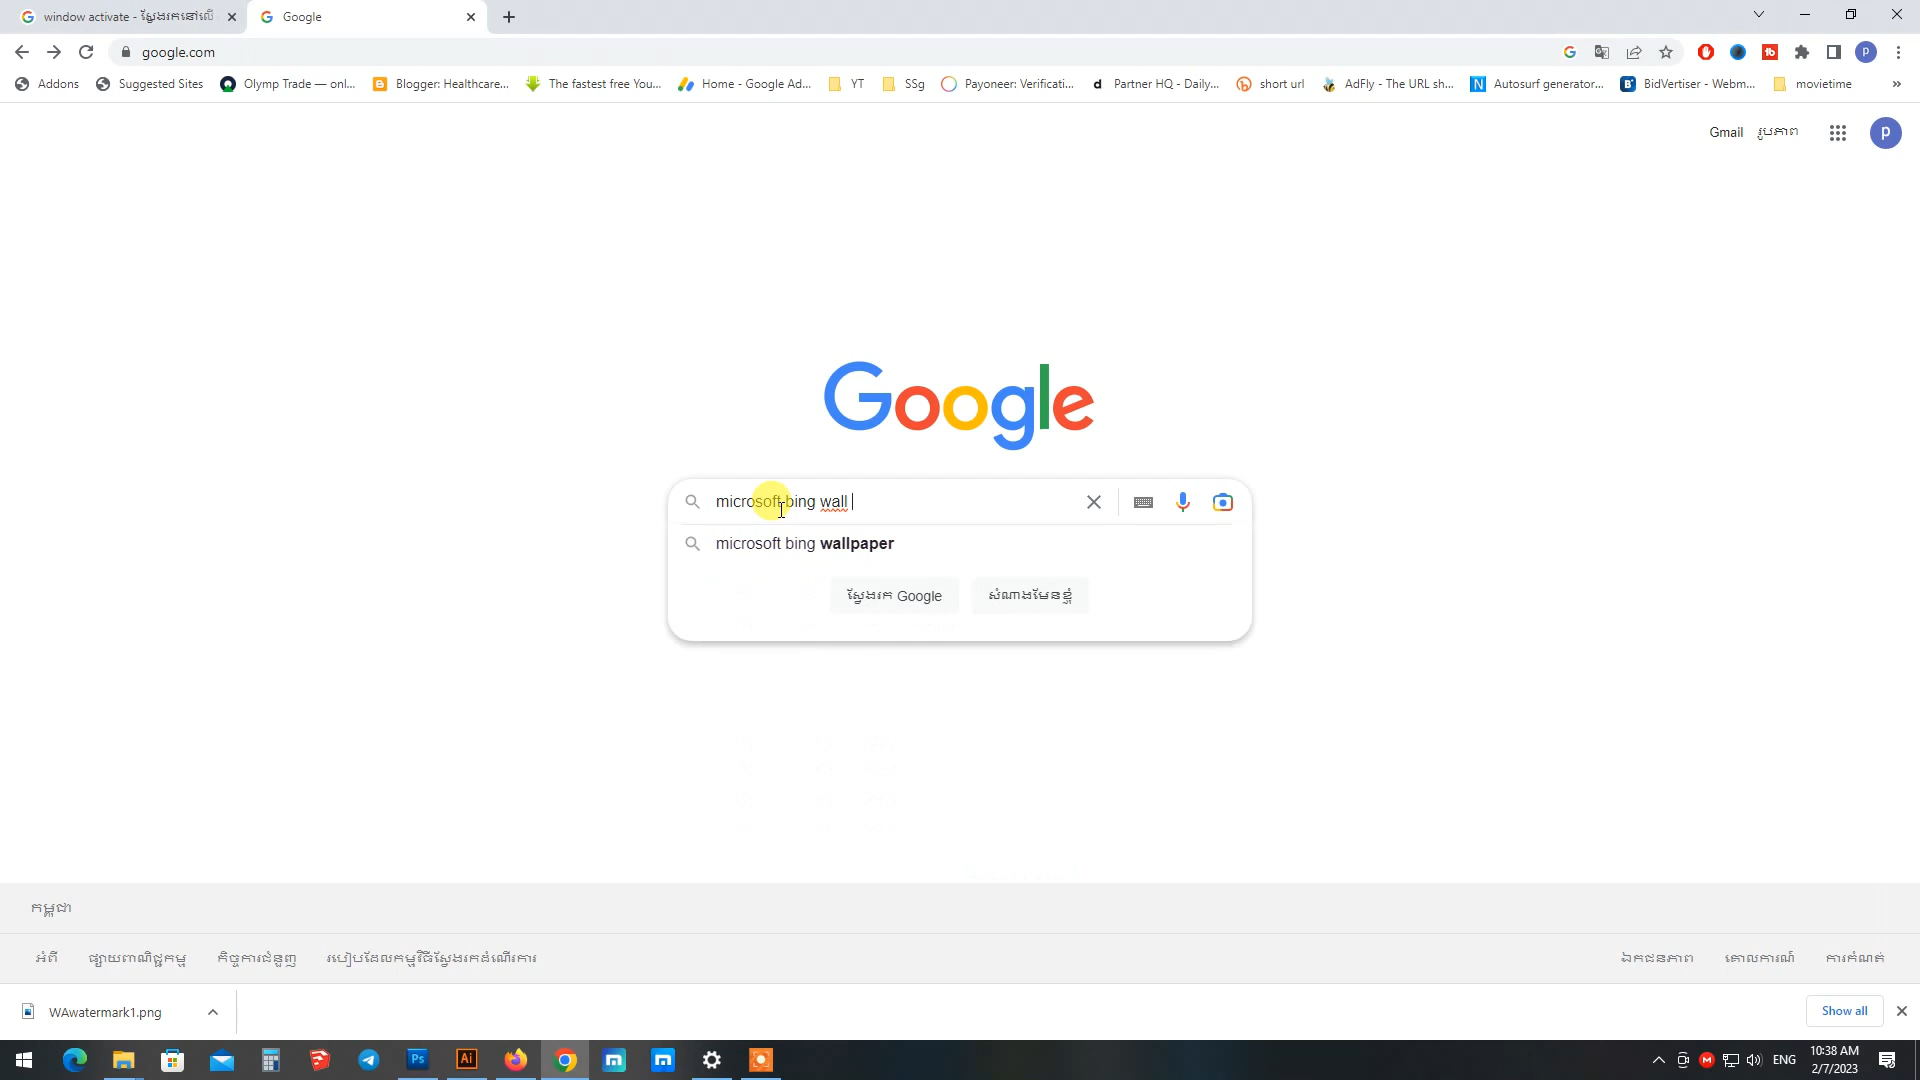 window activate - ស្វែងរកនៅលើ
Google
google.com
Addons
Suggested Sites
Olymp Trade — onl...
Blogger: Healthcare...
The fastest free You...
Home - Google Ad...
YT
SSg
Payoneer: Verificati...
Partner HQ - Daily...
short url
AdFly - The URL sh...
Autosurf generator...
BidVertiser - Webm...
movietime
Gmail
រូបភាព
p
Google
microsoft bing wall
microsoft bing wallpaper
ស្វែងរក Google
សំណាងមែនខ្ញុំ
កម្ពុជា
អំពី
ផ្សាយពាណិជ្ជកម្ម
កិច្ចការជំនួញ
របៀបដែលកម្មវិធីស្វែងរកដំណើរការ
ឯកជនភាព
គោលការណ៍
ការកំណត់
WAwatermark1.png
Show all
ENG
10:38 AM
2/7/2023